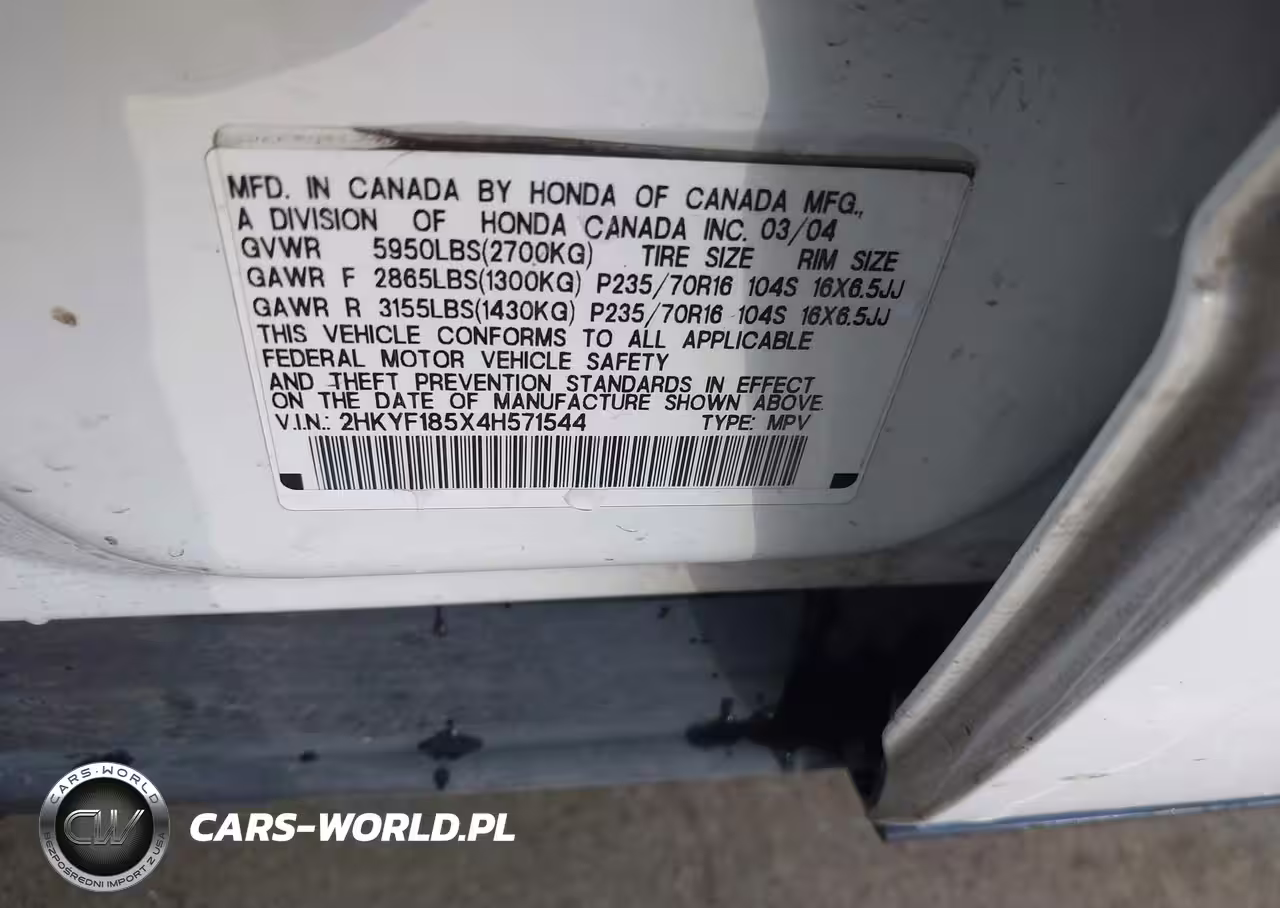 MFD. IN CANADA BY HONDA OF CANADA MFG.,
A DIVISION OF HONDA CANADA INC. 03/04
GVWR 5950LBS(2700KG) TIRE SIZE RIM SIZE
GAWR F 2865LBS(1300KG) P235/70R16 104S 16X6.5JJ
GAWR R 3155LBS(1430KG) P235/70R16 104S 16X6.5JJ
THIS VEHICLE CONFORMS TO ALL APPLICABLE
FEDERAL MOTOR VEHICLE SAFETY
AND THEFT PREVENTION STANDARDS IN EFFECT
ON THE DATE OF MANUFACTURE SHOWN ABOVE.
V.I.N.: 2HKYF185X4H571544 TYPE: MPV
CARS-WORLD
CW
BEZPOŚREDNI IMPORT Z USA
CARS-WORLD.PL